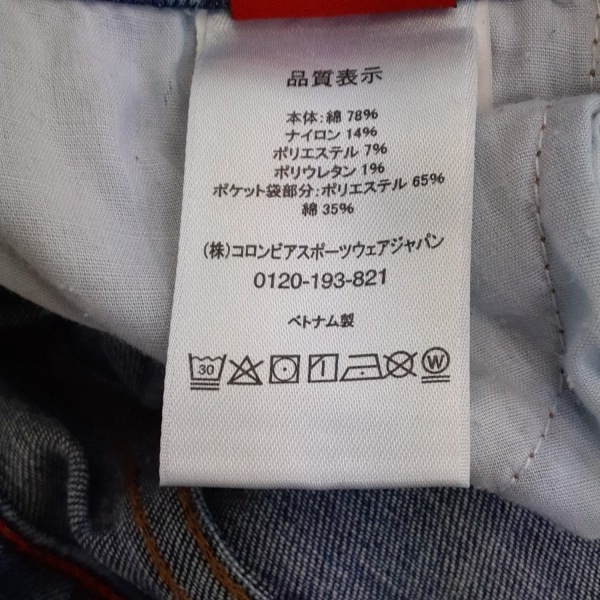 品質表示
本体:綿 78%
ナイロン 14%
ポリエステル 7%
ポリウレタン 1%
ポケット袋部分:ポリエステル 65%
綿 35%
(株)コロンビアスポーツウェアジャパン
0120-193-821
ベトナム製
30 W